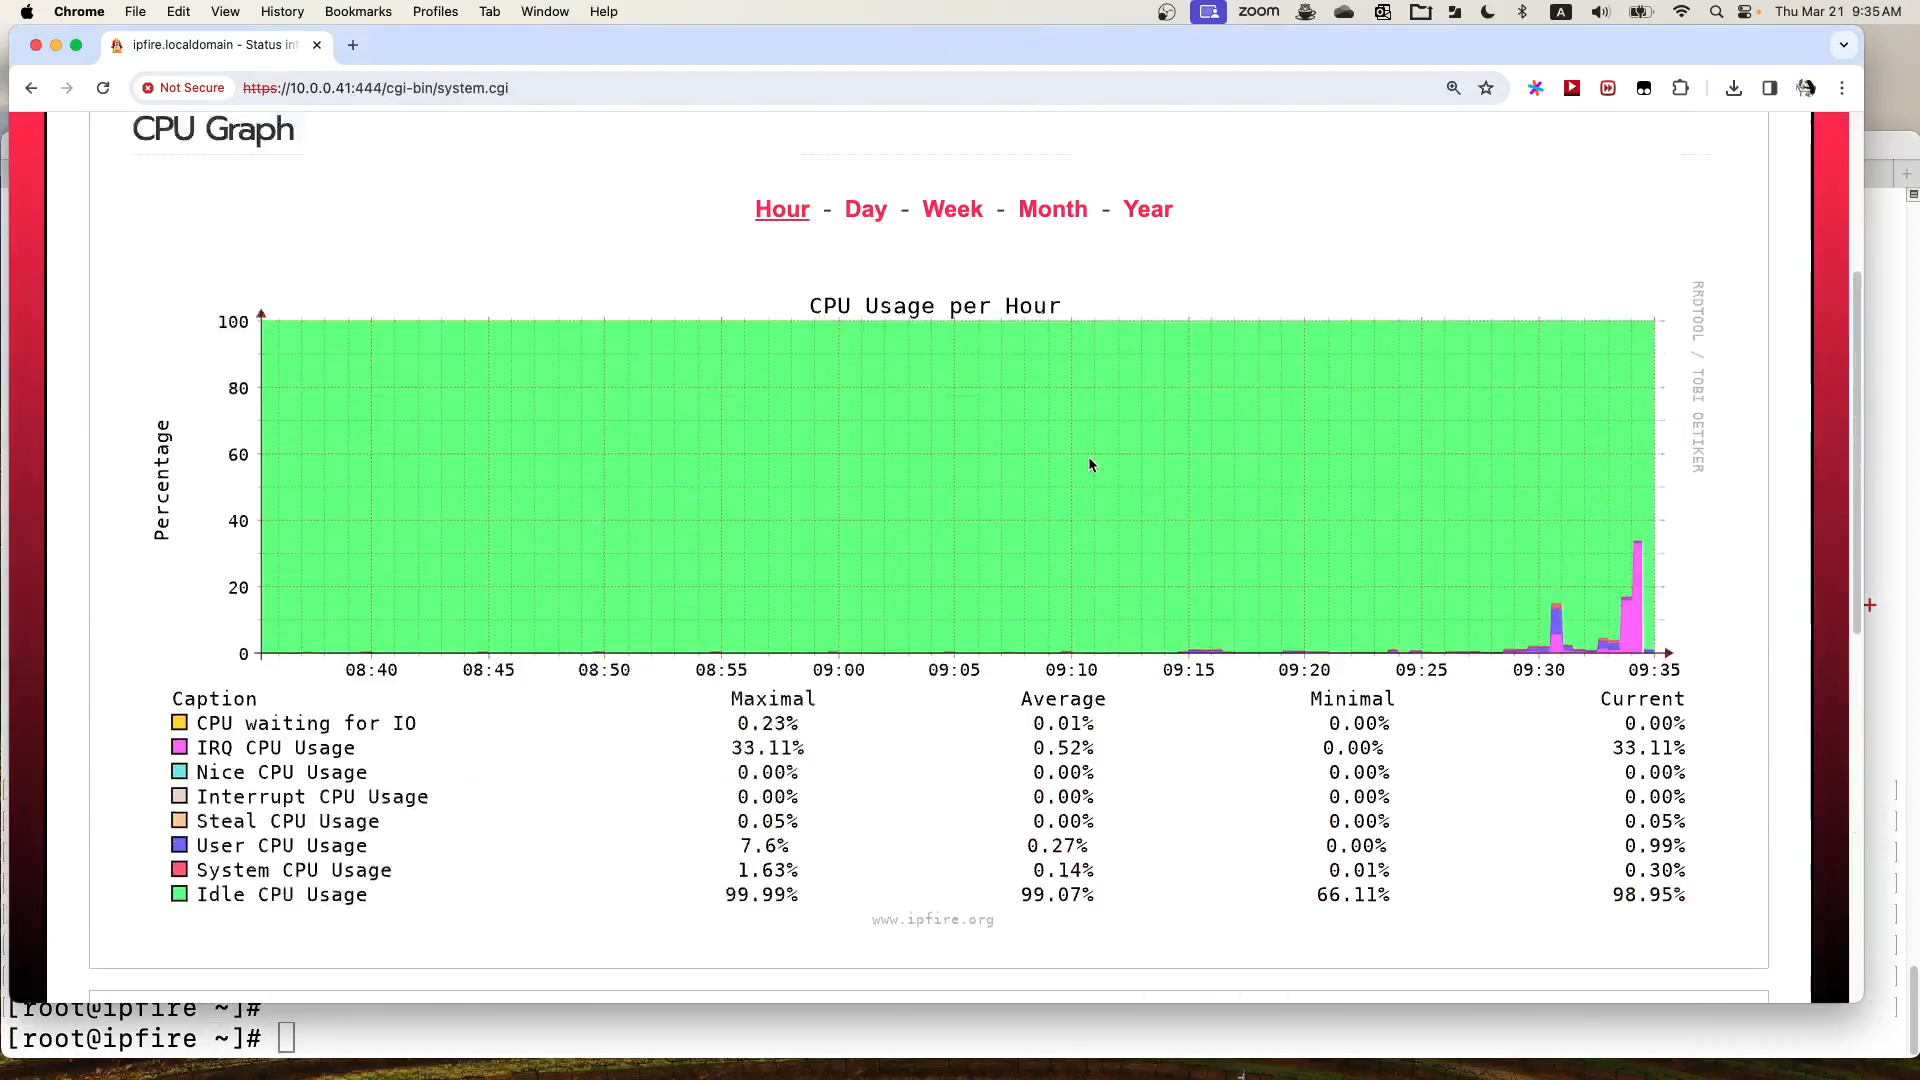 Chrome File Edit View History Bookmarks Profiles Tab Window Help zoom A Thu Mar 21 9:35 AM
ipfire.localdomain - Status in
Not Secure https://10.0.0.41:444/cgi-bin/system.cgi
CPU Graph
Hour - Day - Week - Month - Year
CPU Usage per Hour
RRDTOOL / TOBI OETIKER
Percentage
100
80
60
40
20
0
08:40 08:45 08:50 08:55 09:00 09:05 09:10 09:15 09:20 09:25 09:30 09:35
Caption Maximal Average Minimal Current
CPU waiting for IO 0.23% 0.01% 0.00% 0.00%
IRQ CPU Usage 33.11% 0.52% 0.00% 33.11%
Nice CPU Usage 0.00% 0.00% 0.00% 0.00%
Interrupt CPU Usage 0.00% 0.00% 0.00% 0.00%
Steal CPU Usage 0.05% 0.00% 0.00% 0.05%
User CPU Usage 7.6% 0.27% 0.00% 0.99%
System CPU Usage 1.63% 0.14% 0.01% 0.30%
Idle CPU Usage 99.99% 99.07% 66.11% 98.95%
www.ipfire.org
[root@ipfire ~]#
[root@ipfire ~]#